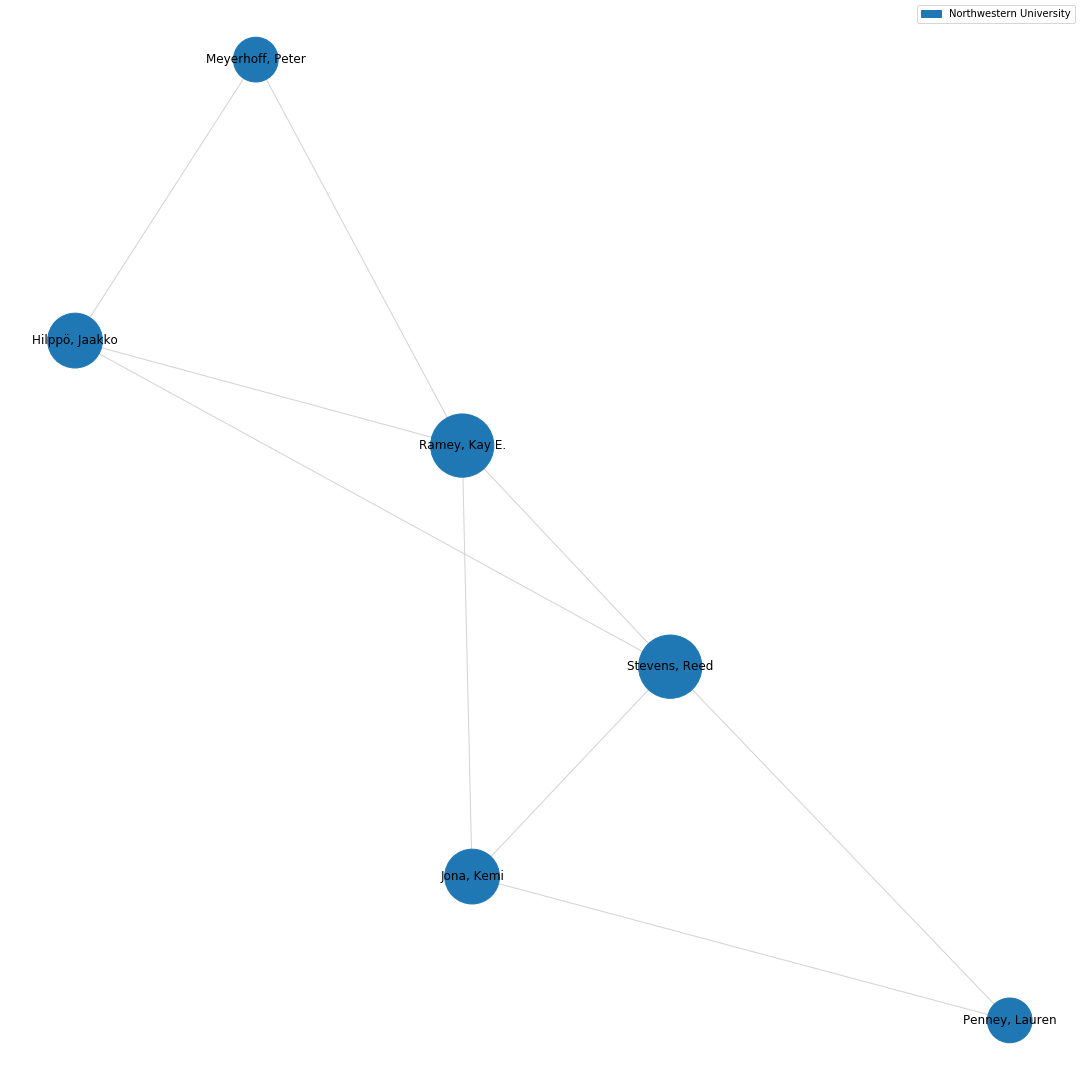 Northwestern University
Meyerhoff, Peter
Hilppö, Jaakko
Ramey, Kay E.
Stevens, Reed
Jona, Kemi
Penney, Lauren